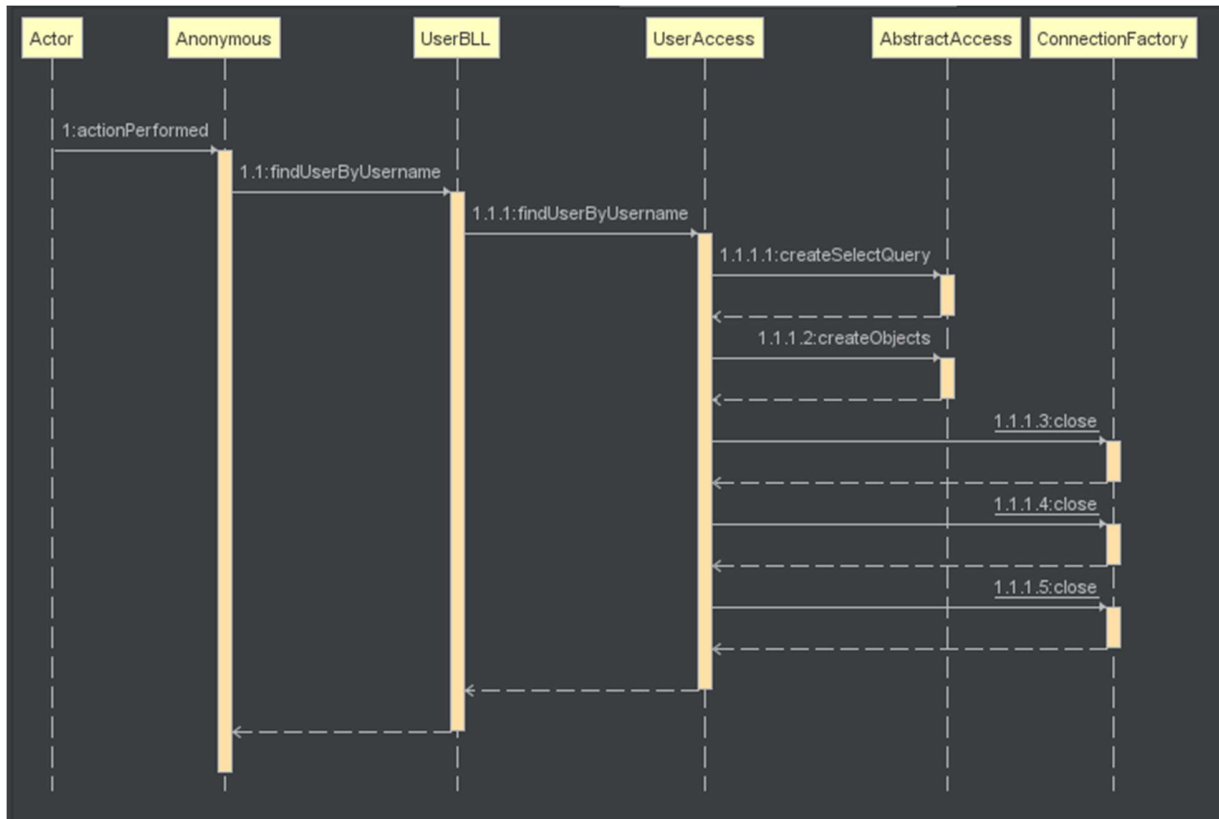 Actor Anonymous UserBLL UserAccess AbstractAccess ConnectionFactory
1:actionPerformed
1.1:findUserByUsername
1.1.1:findUserByUsername
1.1.1.1:createSelectQuery
1.1.1.2:createObjects
1.1.1.3:close
1.1.1.4:close
1.1.1.5:close